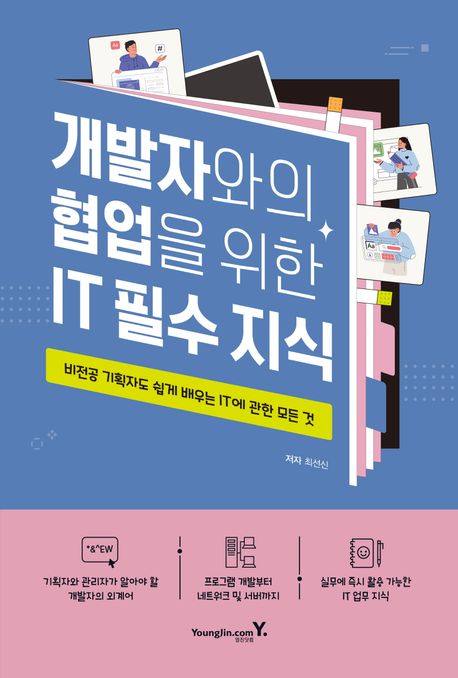 Aa
#
개발자와의
협업을 위한
IT 필수 지식
Aa
비전공 기획자도 쉽게 배우는 IT에 관한 모든 것
저자 최선신
*&^EW
기획자와 관리자가 알아야 할
개발자의 외계어
프로그램 개발부터
네트워크 및 서버까지
실무에 즉시 활용 가능한
IT 업무 지식
YoungJin.com Y.
영진닷컴